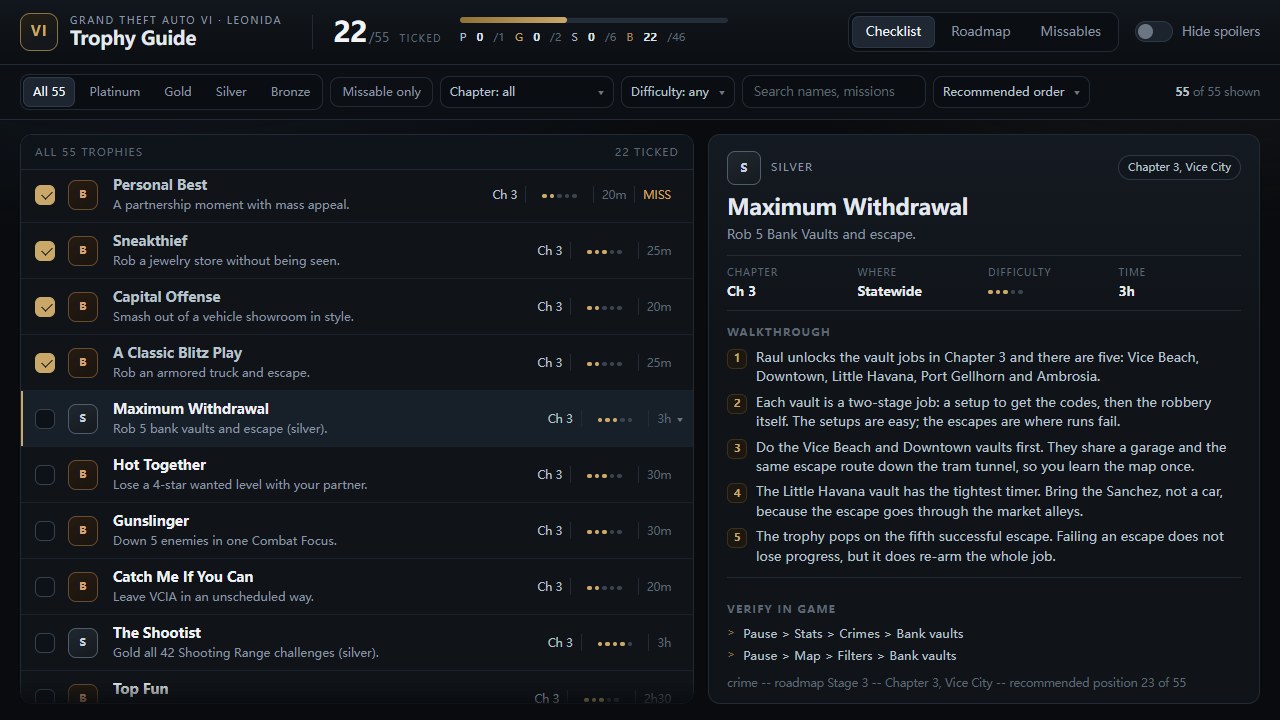 VI
GRAND THEFT AUTO VI · LEONIDA
Trophy Guide
22/55 TICKED
P 0 /1 G 0 /2 S 0 /6 B 22 /46
Checklist Roadmap Missables
Hide spoilers
All 55 Platinum Gold Silver Bronze
Missable only
Chapter: all
Difficulty: any
Search names, missions
Recommended order
55 of 55 shown
ALL 55 TROPHIES 22 TICKED
B Personal Best Ch 3 20m MISS
A partnership moment with mass appeal.
B Sneakthief Ch 3 25m
Rob a jewelry store without being seen.
B Capital Offense Ch 3 20m
Smash out of a vehicle showroom in style.
B A Classic Blitz Play Ch 3 25m
Rob an armored truck and escape.
S Maximum Withdrawal Ch 3 3h
Rob 5 bank vaults and escape (silver).
B Hot Together Ch 3 30m
Lose a 4-star wanted level with your partner.
B Gunslinger Ch 3 30m
Down 5 enemies in one Combat Focus.
B Catch Me If You Can Ch 3 20m
Leave VCIA in an unscheduled way.
S The Shootist Ch 3 3h
Gold all 42 Shooting Range challenges (silver).
B Top Fun Ch 3 2h30
S SILVER Chapter 3, Vice City
Maximum Withdrawal
Rob 5 Bank Vaults and escape.
CHAPTER WHERE DIFFICULTY TIME
Ch 3 Statewide 3h
WALKTHROUGH
1 Raul unlocks the vault jobs in Chapter 3 and there are five: Vice Beach,
Downtown, Little Havana, Port Gellhorn and Ambrosia.
2 Each vault is a two-stage job: a setup to get the codes, then the robbery
itself. The setups are easy; the escapes are where runs fail.
3 Do the Vice Beach and Downtown vaults first. They share a garage and the
same escape route down the tram tunnel, so you learn the map once.
4 The Little Havana vault has the tightest timer. Bring the Sanchez, not a car,
because the escape goes through the market alleys.
5 The trophy pops on the fifth successful escape. Failing an escape does not
lose progress, but it does re-arm the whole job.
VERIFY IN GAME
> Pause > Stats > Crimes > Bank vaults
> Pause > Map > Filters > Bank vaults
crime -- roadmap Stage 3 -- Chapter 3, Vice City -- recommended position 23 of 55